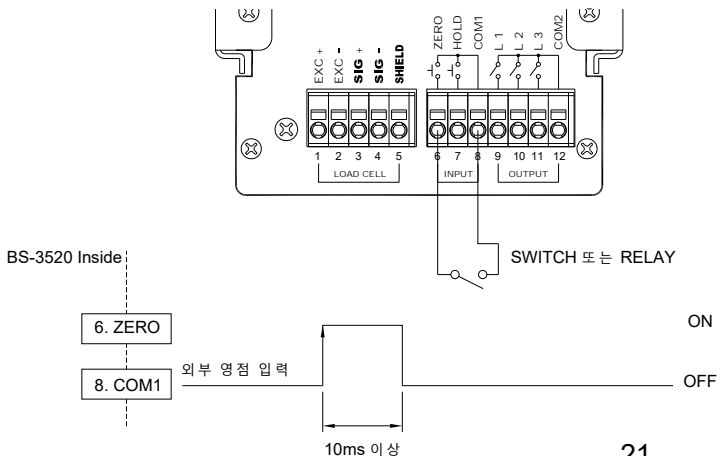 EXC +
EXC -
SIG +
SIG -
SHIELD
ZERO
HOLD
COM1
L 1
L 2
L 3
COM2
1 2 3 4 5 6 7 8 9 10 11 12
LOAD CELL INPUT OUTPUT
SWITCH 또는 RELAY
BS-3520 Inside
6. ZERO
ON
8. COM1 외부 영점 입력
OFF
10ms 이상
21